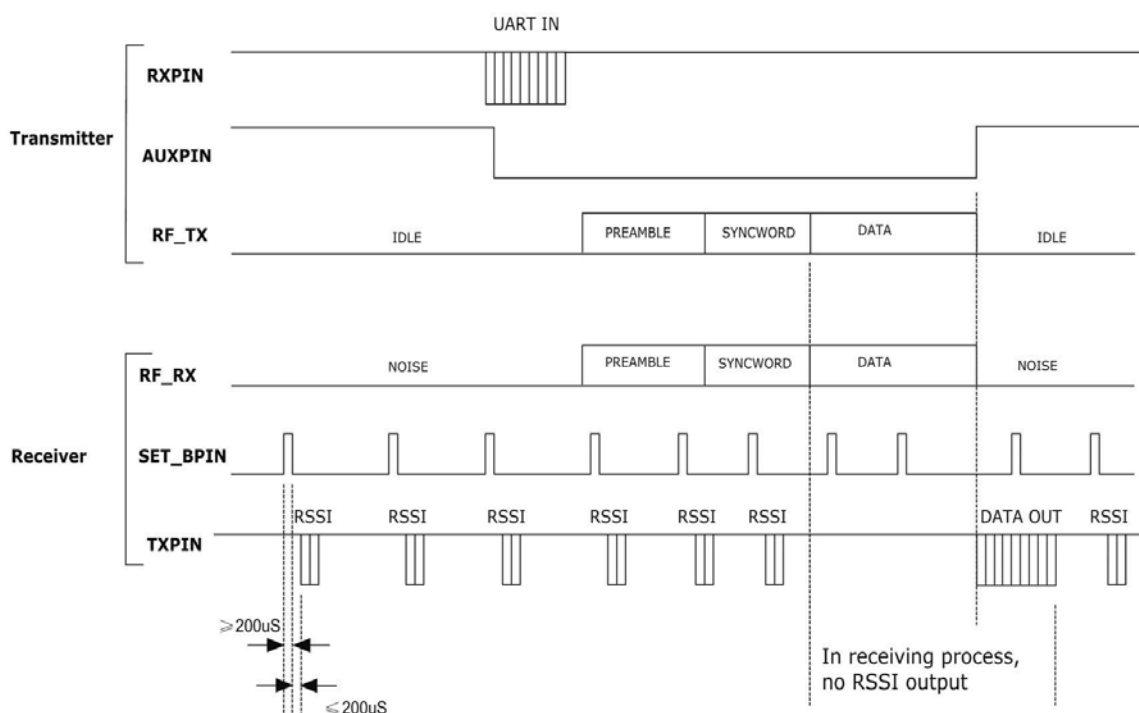 UART IN
RXPIN
Transmitter
AUXPIN
RF_TX
IDLE
PREAMBLE
SYNCWORD
DATA
IDLE
RF_RX
NOISE
PREAMBLE
SYNCWORD
DATA
NOISE
Receiver
SET_BPIN
RSSI
RSSI
RSSI
RSSI
RSSI
RSSI
DATA OUT
RSSI
TXPIN
⩾200uS
In receiving process,
no RSSI output
⩽200uS